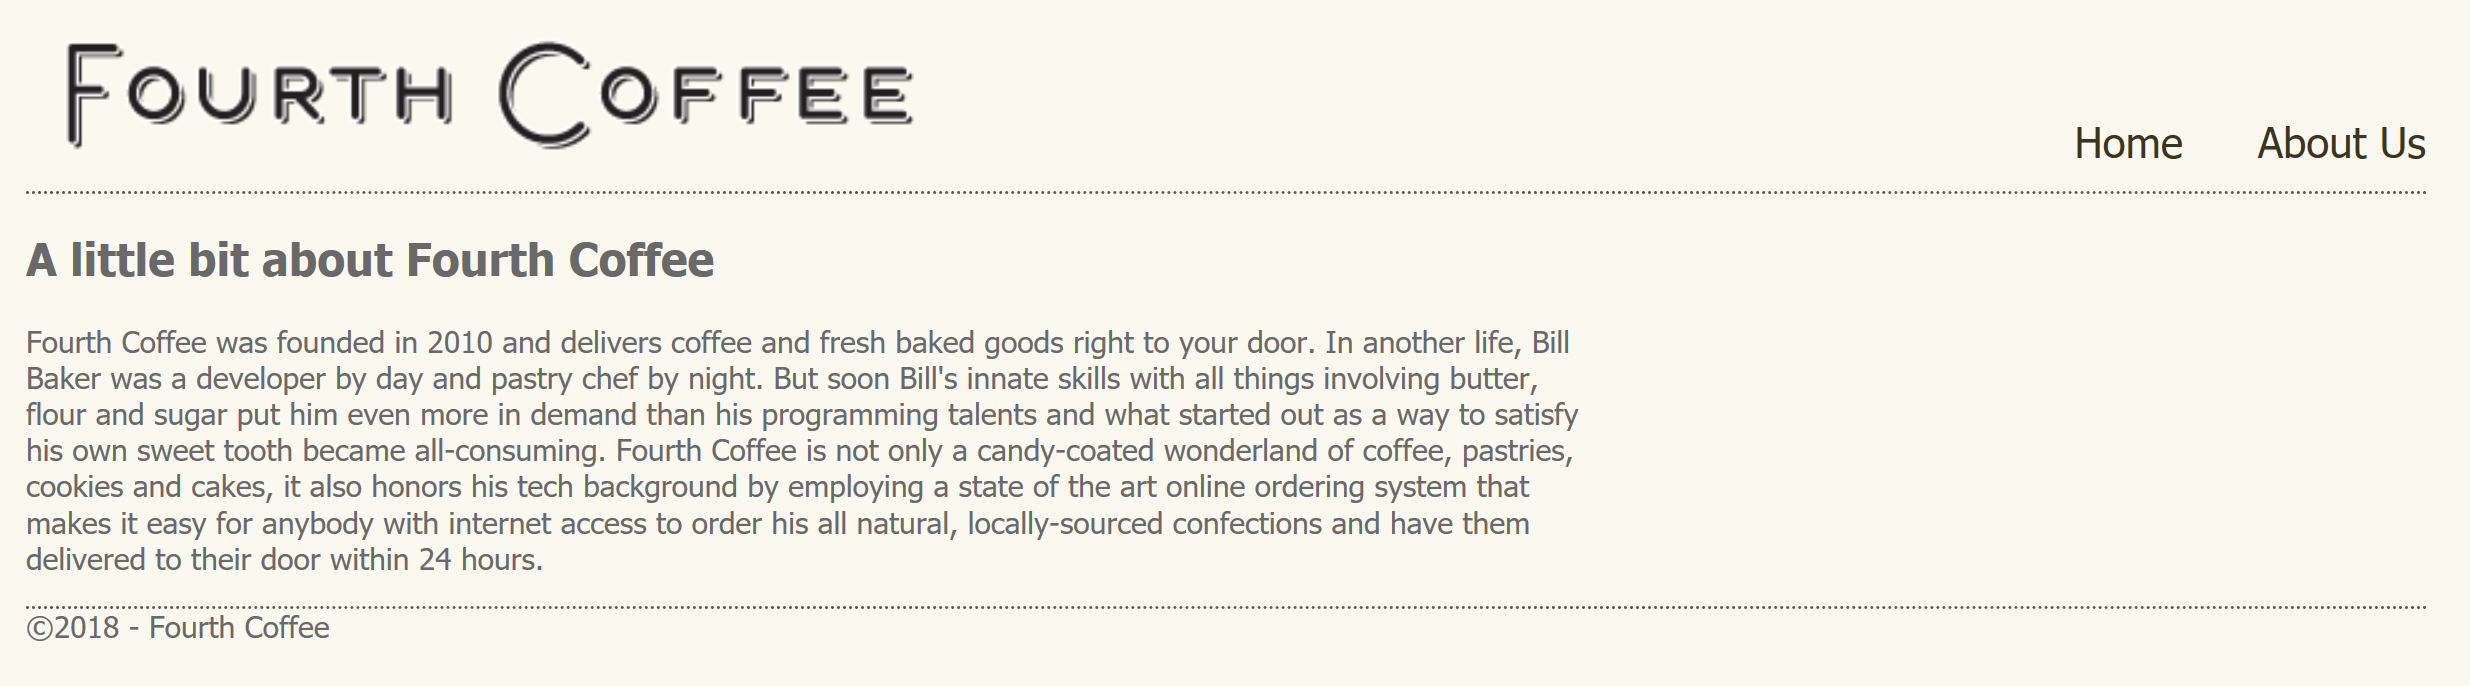 FOURTH COFFEE
Home About Us
A little bit about Fourth Coffee
Fourth Coffee was founded in 2010 and delivers coffee and fresh baked goods right to your door. In another life, Bill
Baker was a developer by day and pastry chef by night. But soon Bill's innate skills with all things involving butter,
flour and sugar put him even more in demand than his programming talents and what started out as a way to satisfy
his own sweet tooth became all-consuming. Fourth Coffee is not only a candy-coated wonderland of coffee, pastries,
cookies and cakes, it also honors his tech background by employing a state of the art online ordering system that
makes it easy for anybody with internet access to order his all natural, locally-sourced confections and have them
delivered to their door within 24 hours.
©2018 - Fourth Coffee